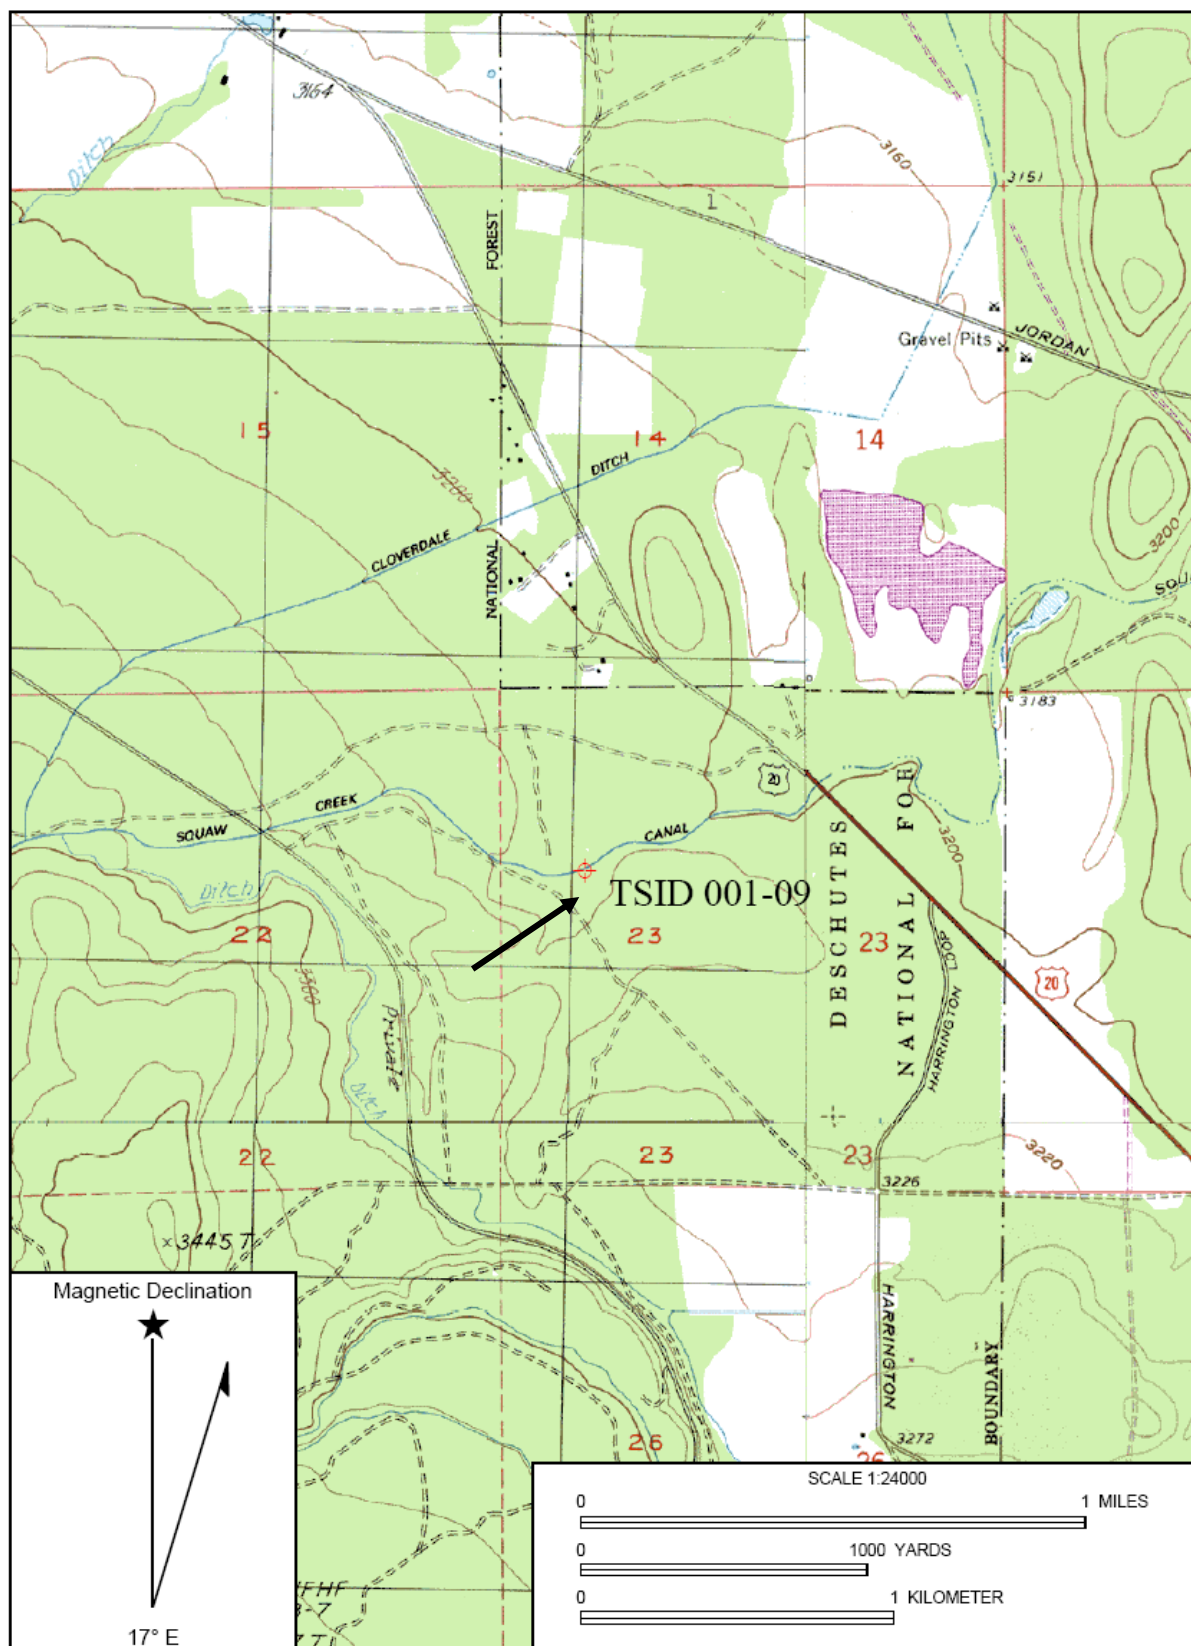 3164
Ditch
3160
3151
1
FOREST
JORDAN
Gravel Pits
15
14
14
DITCH
3200
CLOVERDALE
NATIONAL
3200
SQU
3183
20
CREEK
SQUAW
CANAL
DESCHUTES
NATIONAL FOR
3200
Ditch
TSID 001-09
22
23
23
LOOP
HARRINGTON
20
3300
Private
Ditch
22
23
23
3220
3226
3445 T
HARRINGTON
BOUNDARY
26
3272
26
Magnetic Declination
17° E
SCALE 1:24000
0 1 MILES
0 1000 YARDS
0 1 KILOMETER